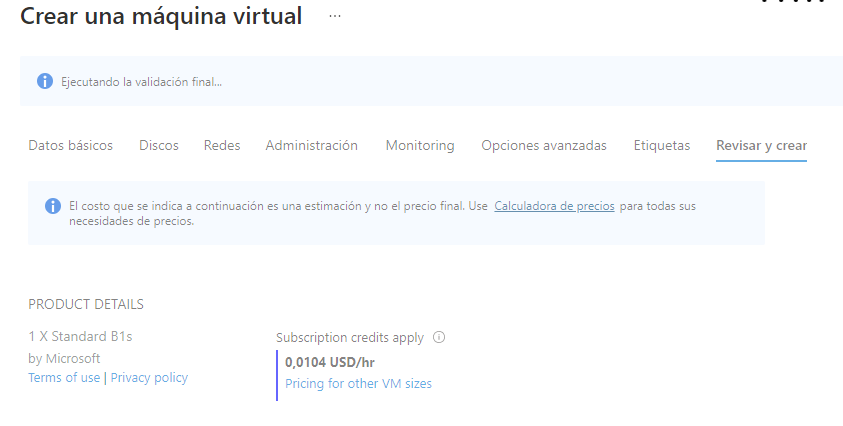 Crear una máquina virtual ...
Ejecutando la validación final...
Datos básicos Discos Redes Administración Monitoring Opciones avanzadas Etiquetas Revisar y crear
El costo que se indica a continuación es una estimación y no el precio final. Use Calculadora de precios para todas sus
necesidades de precios.
PRODUCT DETAILS
1 X Standard B1s
by Microsoft
Terms of use | Privacy policy
Subscription credits apply
0,0104 USD/hr
Pricing for other VM sizes